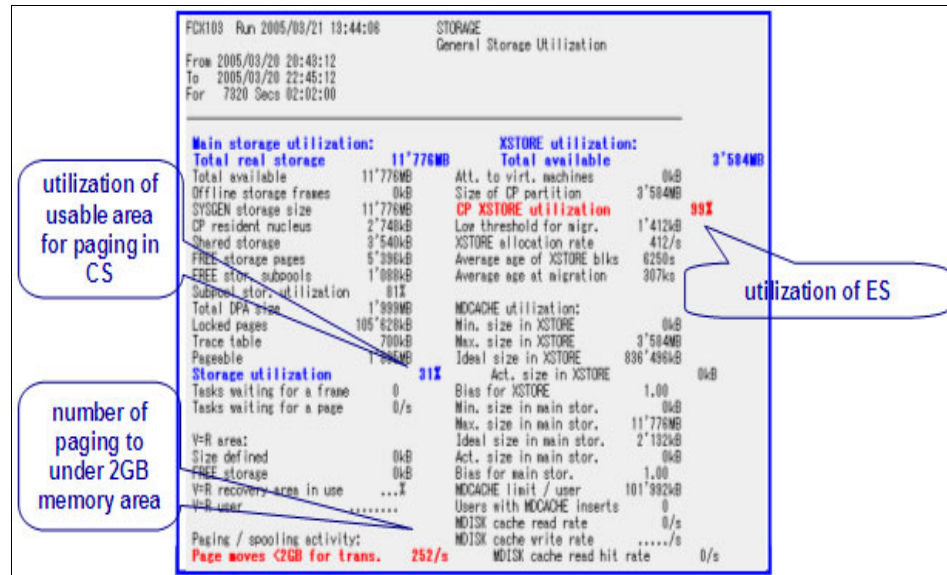 FCX103 Run 2005/03/21 13:44:06 STORAGE
General Storage Utilization
From 2005/03/20 20:43:12
To 2005/03/20 22:45:12
For 7320 Secs 02:02:00
Main storage utilization: XSTORE utilization:
Total real storage 11'776MB Total available 3'584MB
Total available 11'776MB Att. to virt. machines 0kB
Offline storage frames 0kB Size of CP partition 3'584MB
SYSGEN storage size 11'776MB CP XSTORE utilization 99%
CP resident nucleus 2'748kB Low threshold for migr. 1'412kB
Shared storage 3'540kB XSTORE allocation rate 412/s
FREE storage pages 5'396kB Average age of XSTORE blks 6250s
FREE stor. subpools 1'088kB Average age at migration 307ks
Subpool stor. utilization 81%
Total DPA size 1'999MB MDCACHE utilization:
Locked pages 105'628kB Min. size in XSTORE 0kB
Trace table 700kB Max. size in XSTORE 3'584MB
Pageable Ideal size in XSTORE 836'496kB
Storage utilization 31% Act. size in XSTORE 0kB
Tasks waiting for a frame 0 Bias for XSTORE 1.00
Tasks waiting for a page 0/s Min. size in main stor. 0kB
Max. size in main stor. 11'776MB
V=R area: Ideal size in main stor. 2'132kB
Size defined 0kB Act. size in main stor. 0kB
FREE storage 0kB Bias for main stor. 1.00
V=R recovery area in use ...% MDCACHE limit / user 101'992kB
V=R user ........ Users with MDCACHE inserts 0
MDISK cache read rate 0/s
Paging / spooling activity: MDISK cache write rate ...../s
Page moves <2GB for trans. 252/s MDISK cache read hit rate 0/s
utilization of
usable area
for paging in
CS
number of
paging to
under 2GB
memory area
utilization of ES